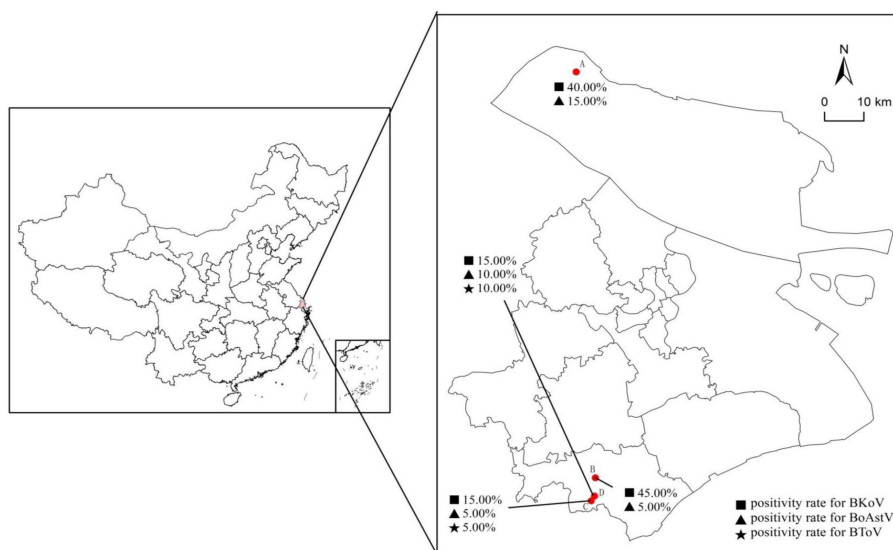 N
0 10 km
A
■ 40.00%
▲ 15.00%
■ 15.00%
▲ 10.00%
★ 10.00%
B
■ 45.00%
▲ 5.00%
D
C
■ 15.00%
▲ 5.00%
★ 5.00%
■ positivity rate for BKoV
▲ positivity rate for BoAstV
★ positivity rate for BToV